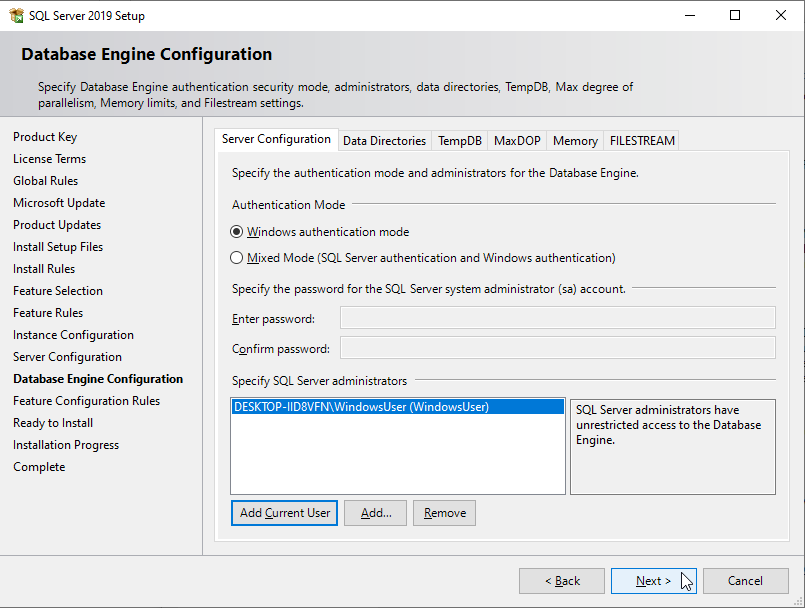 SQL Server 2019 Setup
Database Engine Configuration
Specify Database Engine authentication security mode, administrators, data directories, TempDB, Max degree of
parallelism, Memory limits, and Filestream settings.
Product Key
License Terms
Global Rules
Microsoft Update
Product Updates
Install Setup Files
Install Rules
Feature Selection
Feature Rules
Instance Configuration
Server Configuration
Database Engine Configuration
Feature Configuration Rules
Ready to Install
Installation Progress
Complete
Server Configuration Data Directories TempDB MaxDOP Memory FILESTREAM
Specify the authentication mode and administrators for the Database Engine.
Authentication Mode
Windows authentication mode
Mixed Mode (SQL Server authentication and Windows authentication)
Specify the password for the SQL Server system administrator (sa) account.
Enter password:
Confirm password:
Specify SQL Server administrators
DESKTOP-IID8VFN\WindowsUser (WindowsUser)
SQL Server administrators have
unrestricted access to the Database
Engine.
Add Current User Add... Remove
< Back Next > Cancel